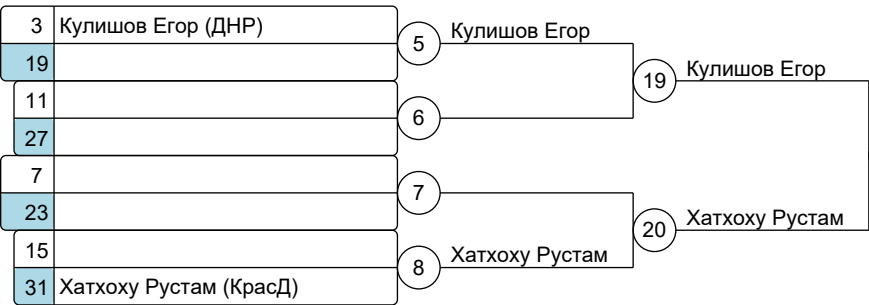 3 Кулишов Егор (ДНР)
5 Кулишов Егор
19
19 Кулишов Егор
11
6
27
7
7
23
20 Хатхоху Рустам
15
8 Хатхоху Рустам
31 Хатхоху Рустам (КрасД)